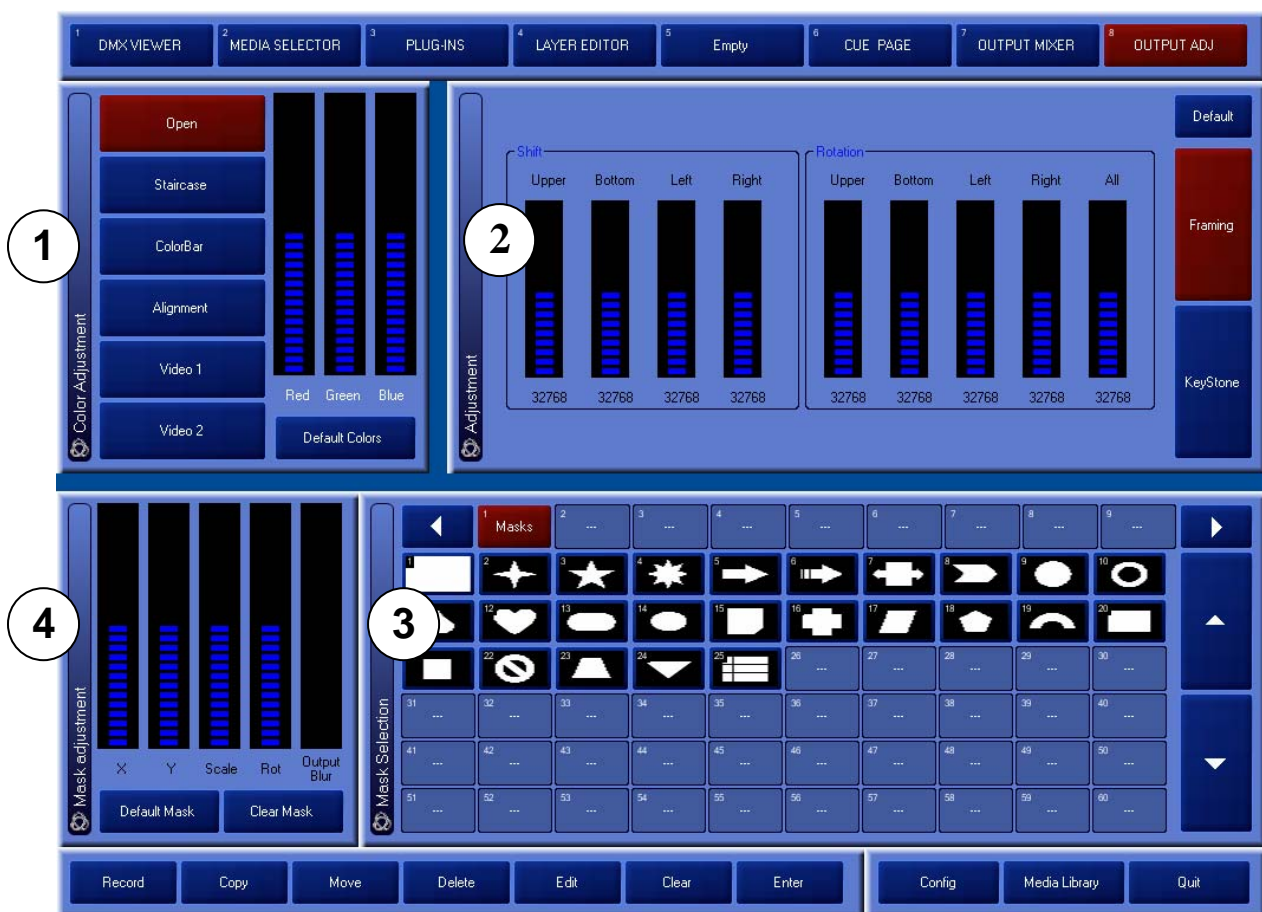 1 DMX VIEWER 2 MEDIA SELECTOR 3 PLUG-INS 4 LAYER EDITOR 5 Empty 6 CUE PAGE 7 OUTPUT MIXER 8 OUTPUT ADJ
1
Color Adjustment
Open
Staircase
ColorBar
Alignment
Video 1
Video 2
Red Green Blue
Default Colors
2
Adjustment
Shift
Upper Bottom Left Right
32768 32768 32768 32768
Rotation
Upper Bottom Left Right All
32768 32768 32768 32768 32768
Default
Framing
KeyStone
4
Mask adjustment
X Y Scale Rot Output
Blur
Default Mask Clear Mask
3
Mask Selection
1 Masks 2 --- 3 --- 4 --- 5 --- 6 --- 7 --- 8 --- 9 ---
1 2 3 4 5 6 7 8 9 10
12 13 14 15 16 17 18 19 20
22 23 24 25 26 --- 27 --- 28 --- 29 --- 30 ---
31 --- 32 --- 33 --- 34 --- 35 --- 36 --- 37 --- 38 --- 39 --- 40 ---
41 --- 42 --- 43 --- 44 --- 45 --- 46 --- 47 --- 48 --- 49 --- 50 ---
51 --- 52 --- 53 --- 54 --- 55 --- 56 --- 57 --- 58 --- 59 --- 60 ---
Record Copy Move Delete Edit Clear Enter Config Media Library Quit